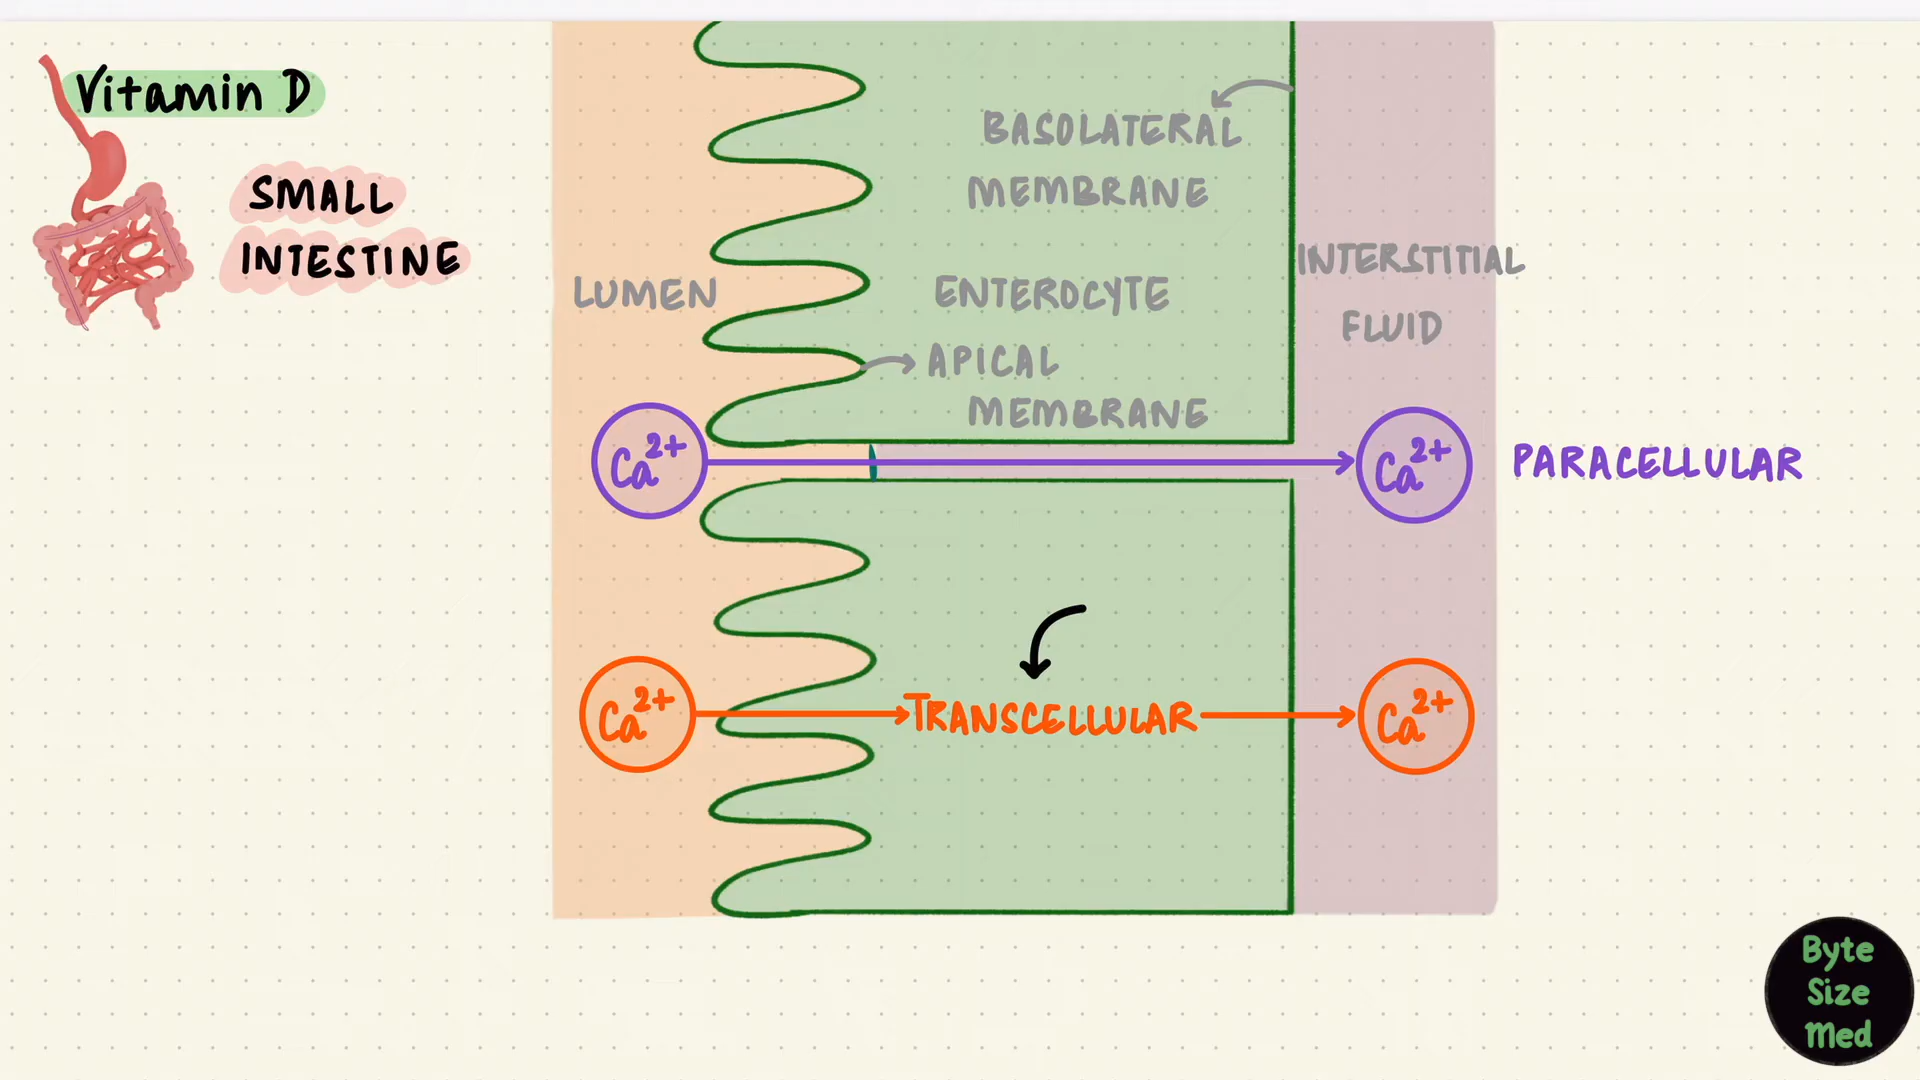 Vitamin D
SMALL
INTESTINE
LUMEN
BASOLATERAL
MEMBRANE
ENTEROCYTE
APICAL
MEMBRANE
INTERSTITIAL
FLUID
Ca2+
Ca2+
PARACELLULAR
Ca2+
TRANSCELLULAR
Ca2+
Byte
Size
Med